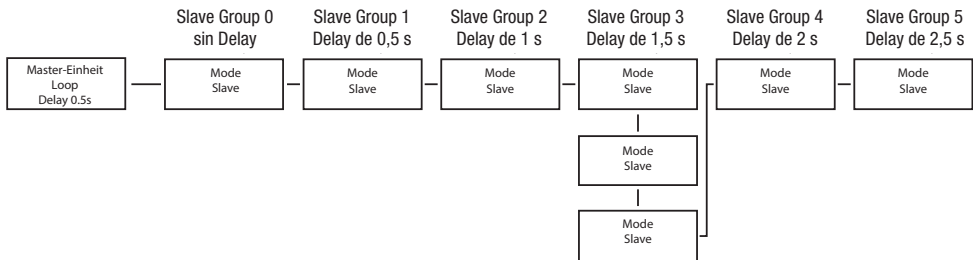 Slave Group 0
sin Delay
Slave Group 1
Delay de 0,5 s
Slave Group 2
Delay de 1 s
Slave Group 3
Delay de 1,5 s
Slave Group 4
Delay de 2 s
Slave Group 5
Delay de 2,5 s
Master-Einheit
Loop
Delay 0.5s
Mode
Slave
Mode
Slave
Mode
Slave
Mode
Slave
Mode
Slave
Mode
Slave
Mode
Slave
Mode
Slave